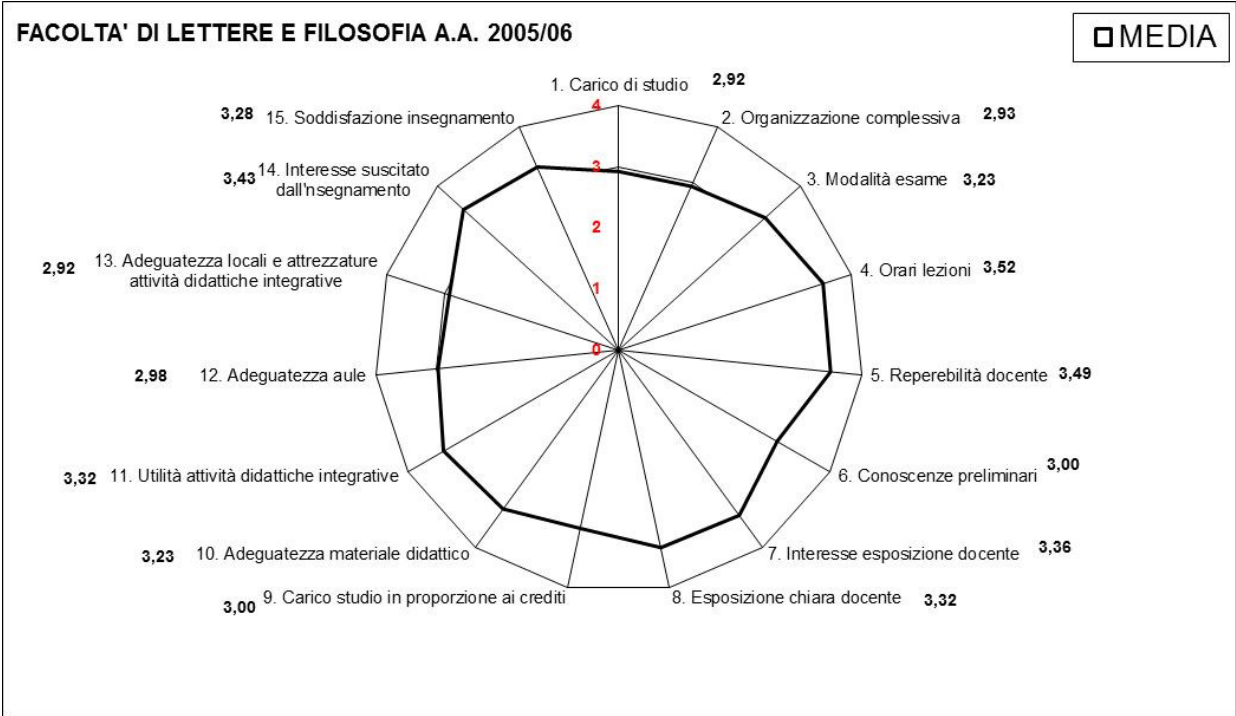 FACOLTA' DI LETTERE E FILOSOFIA A.A. 2005/06
MEDIA
1. Carico di studio 2,92
2. Organizzazione complessiva 2,93
3. Modalità esame 3,23
4. Orari lezioni 3,52
5. Reperebilità docente 3,49
6. Conoscenze preliminari 3,00
7. Interesse esposizione docente 3,36
8. Esposizione chiara docente 3,32
3,00 9. Carico studio in proporzione ai crediti
3,23 10. Adeguatezza materiale didattico
3,32 11. Utilità attività didattiche integrative
2,98 12. Adeguatezza aule
2,92 13. Adeguatezza locali e attrezzature
attività didattiche integrative
3,43 14. Interesse suscitato
dall'nsegnamento
3,28 15. Soddisfazione insegnamento
4
3
2
1
0